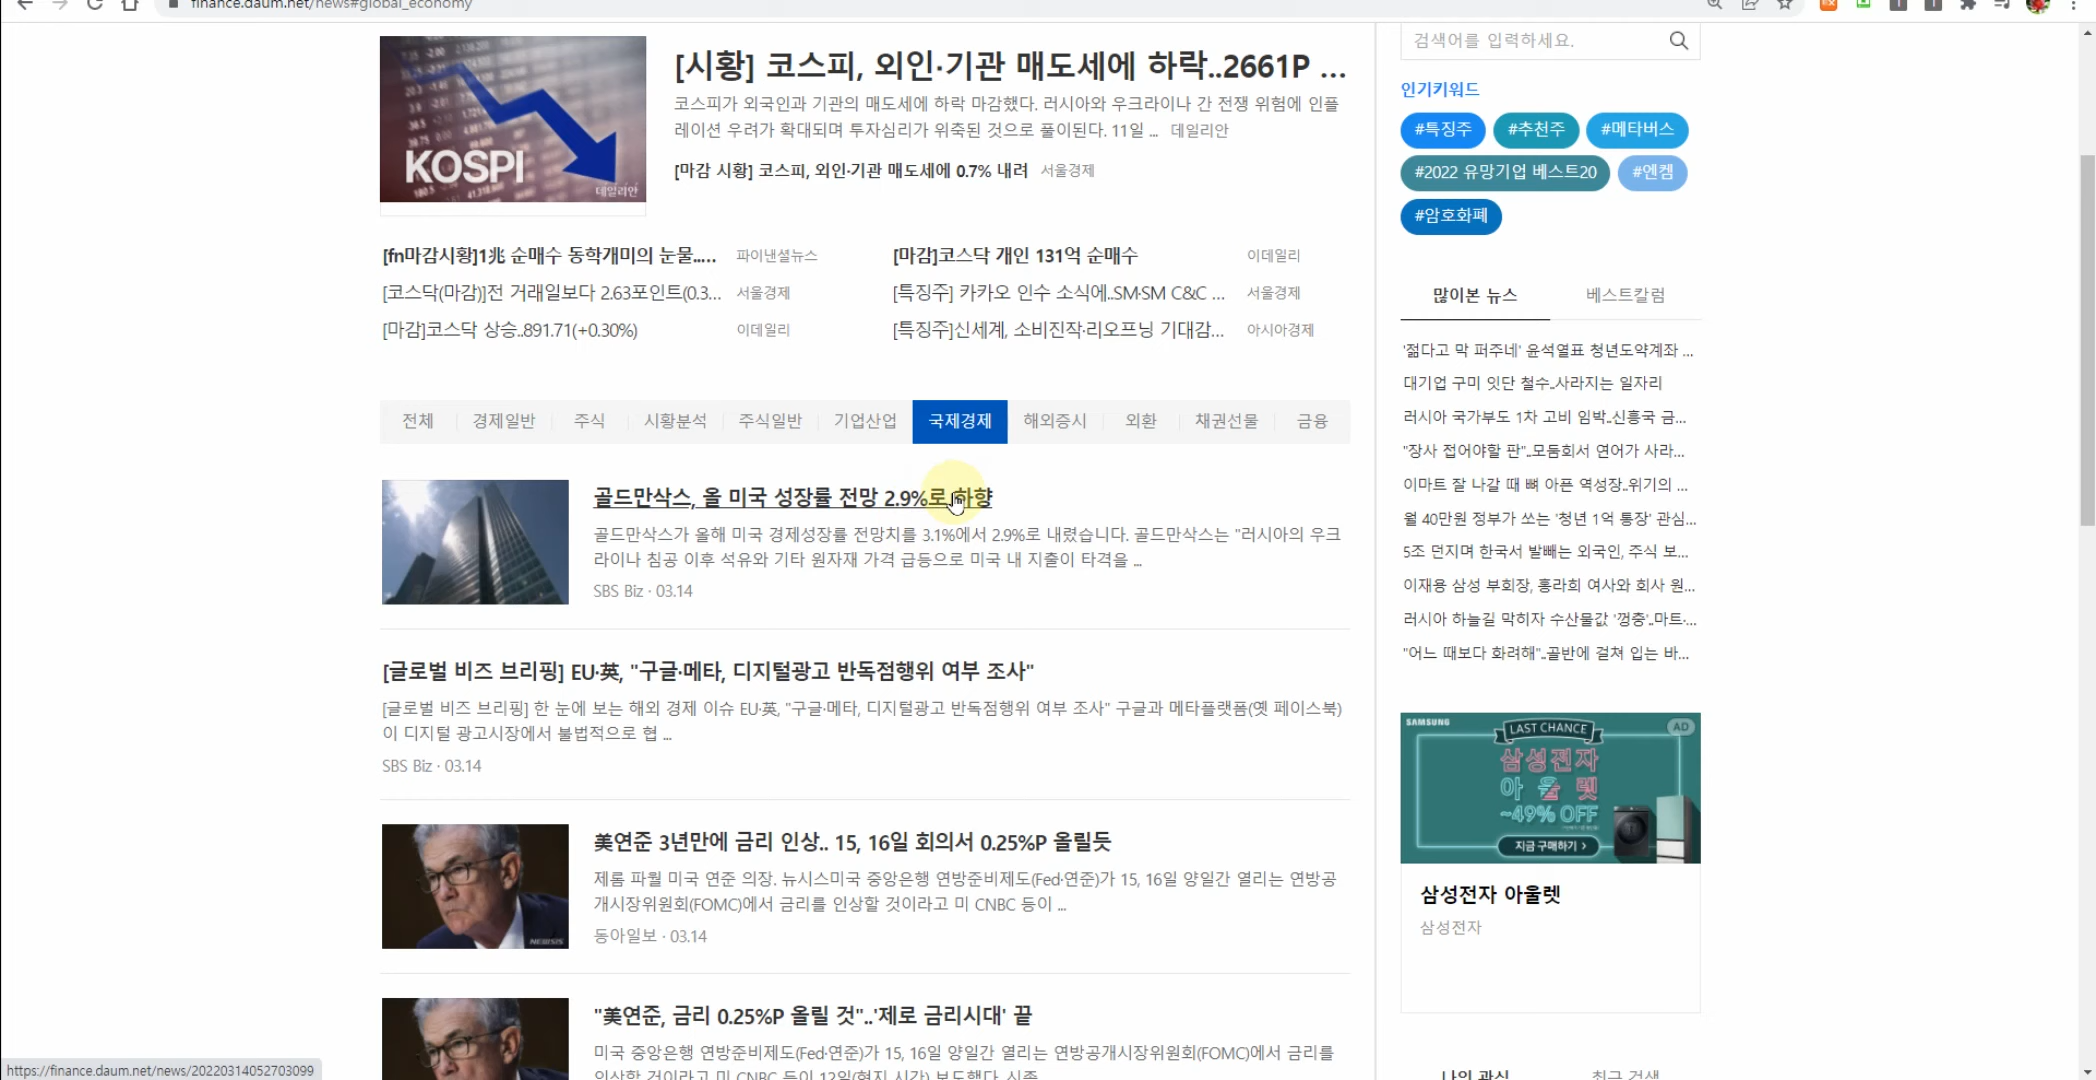 finance.daum.net/news#global_economy
KOSPI
데일리안
[시황] 코스피, 외인·기관 매도세에 하락..2661P ...
코스피가 외국인과 기관의 매도세에 하락 마감했다. 러시아와 우크라이나 간 전쟁 위험에 인플
레이션 우려가 확대되며 투자심리가 위축된 것으로 풀이된다. 11일 ... 데일리안
[마감 시황] 코스피, 외인·기관 매도세에 0.7% 내려 서울경제
[fn마감시황]1兆 순매수 동학개미의 눈물..... 파이낸셜뉴스
[마감]코스닥 개인 131억 순매수 이데일리
[코스닥(마감)]전 거래일보다 2.63포인트(0.3... 서울경제
[특징주] 카카오 인수 소식에..SM·SM C&C ... 서울경제
[마감]코스닥 상승..891.71(+0.30%) 이데일리
[특징주]신세계, 소비진작·리오프닝 기대감... 아시아경제
전체 경제일반 주식 시황분석 주식일반 기업산업 국제경제 해외증시 외환 채권선물 금융
골드만삭스, 올 미국 성장률 전망 2.9%로 하향
골드만삭스가 올해 미국 경제성장률 전망치를 3.1%에서 2.9%로 내렸습니다. 골드만삭스는 "러시아의 우크
라이나 침공 이후 석유와 기타 원자재 가격 급등으로 미국 내 지출이 타격을 ...
SBS Biz · 03.14
[글로벌 비즈 브리핑] EU·英, "구글·메타, 디지털광고 반독점행위 여부 조사"
[글로벌 비즈 브리핑] 한 눈에 보는 해외 경제 이슈 EU·英, "구글·메타, 디지털광고 반독점행위 여부 조사" 구글과 메타플랫폼(옛 페이스북)
이 디지털 광고시장에서 불법적으로 협 ...
SBS Biz · 03.14
NEWSIS
美연준 3년만에 금리 인상.. 15, 16일 회의서 0.25%P 올릴듯
제롬 파월 미국 연준 의장. 뉴시스미국 중앙은행 연방준비제도(Fed·연준)가 15, 16일 양일간 열리는 연방공
개시장위원회(FOMC)에서 금리를 인상할 것이라고 미 CNBC 등이 ...
동아일보 · 03.14
"美연준, 금리 0.25%P 올릴 것"..'제로 금리시대' 끝
미국 중앙은행 연방준비제도(Fed·연준)가 15, 16일 양일간 열리는 연방공개시장위원회(FOMC)에서 금리를
인상할 것이라고 미 CNBC 등이 12일(현지 시간) 보도했다. 신종
검색어를 입력하세요.
인기키워드
#특징주 #추천주 #메타버스
#2022 유망기업 베스트20 #엔켐
#암호화폐
많이본 뉴스 베스트칼럼
'젊다고 막 퍼주네' 윤석열표 청년도약계좌 ...
대기업 구미 잇단 철수..사라지는 일자리
러시아 국가부도 1차 고비 임박..신흥국 금...
"장사 접어야할 판"..모둠회서 연어가 사라...
이마트 잘 나갈 때 뼈 아픈 역성장..위기의 ...
월 40만원 정부가 쏘는 '청년 1억 통장' 관심...
5조 던지며 한국서 발빼는 외국인, 주식 보...
이재용 삼성 부회장, 홍라희 여사와 회사 원...
러시아 하늘길 막히자 수산물값 '껑충'..마트·...
"어느 때보다 화려해"..골반에 걸쳐 입는 바...
SAMSUNG
AD
LAST CHANCE
삼성전자
아울렛
~49% OFF
지금 구매하기 >
삼성전자 아울렛
삼성전자
나의 관심 최근 검색
https://finance.daum.net/news/20220314052703099